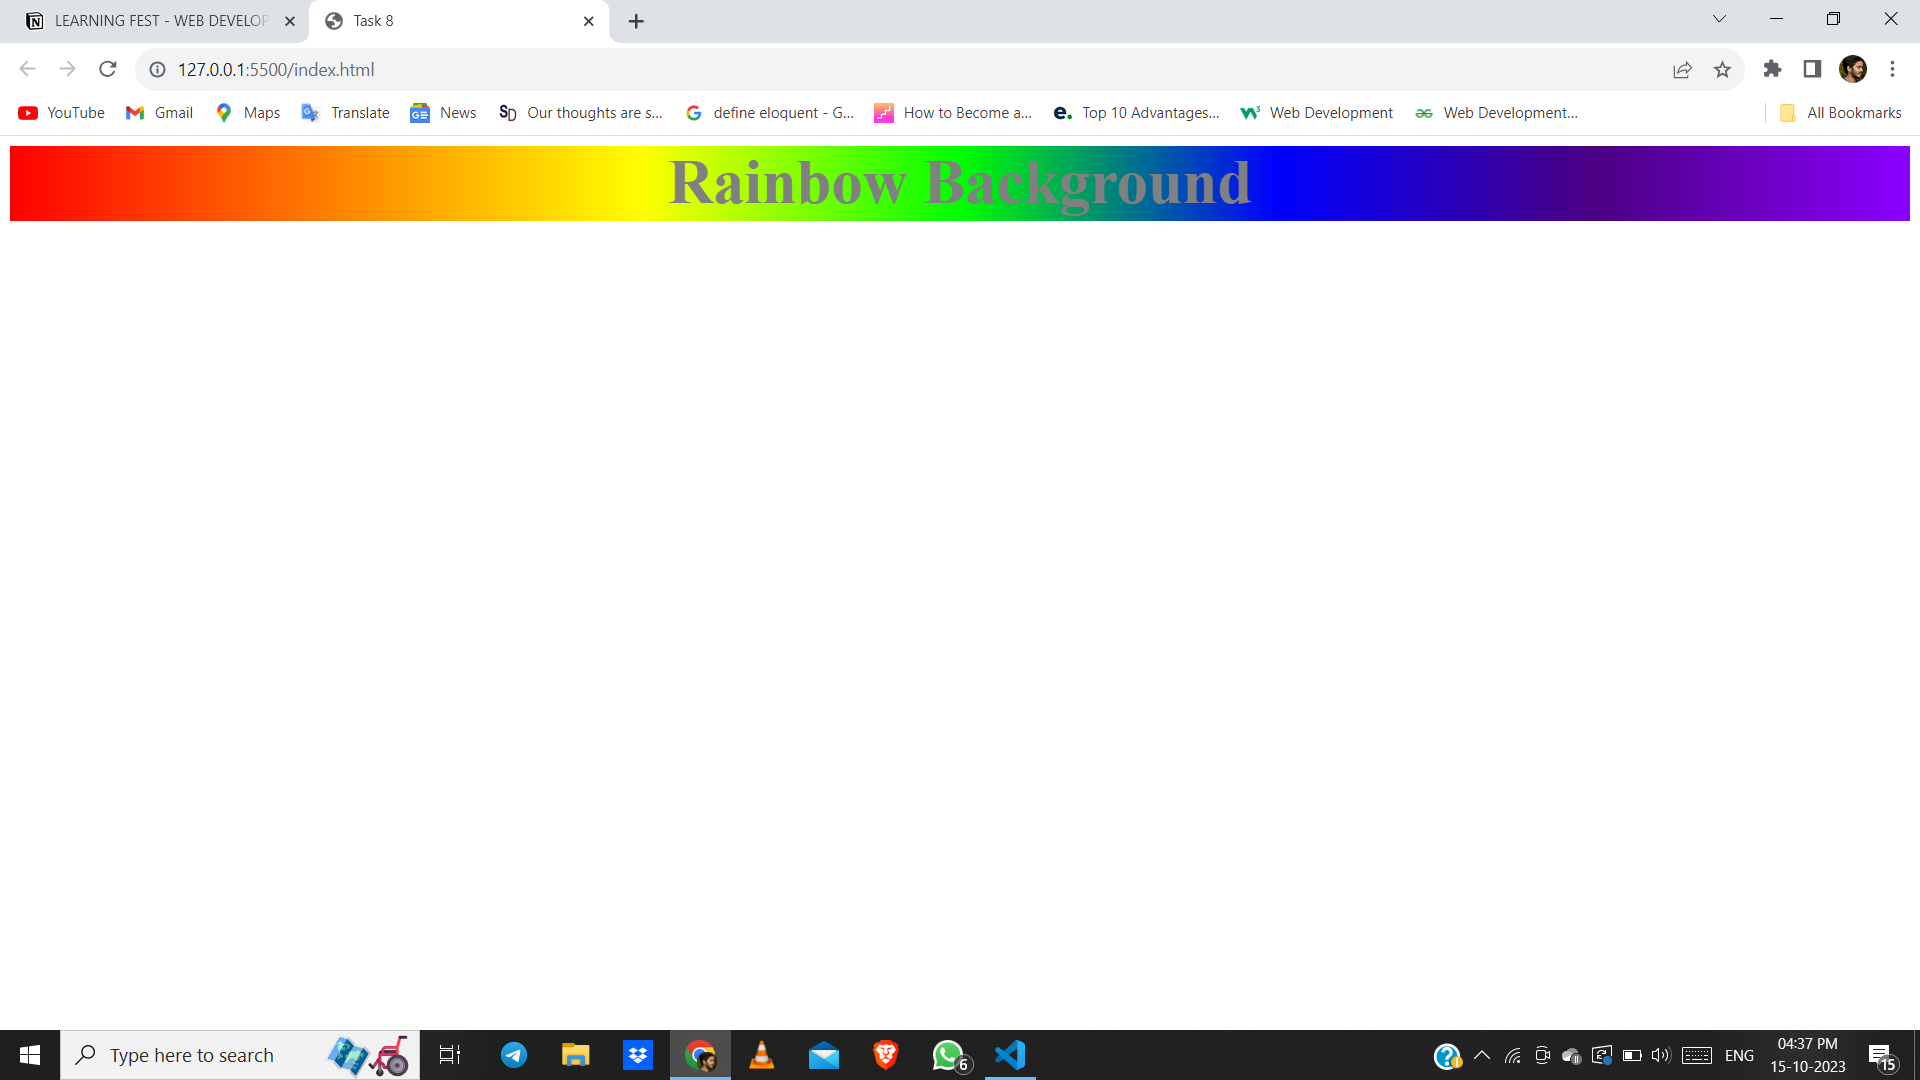 LEARNING FEST - WEB DEVELOP
Task 8
127.0.0.1:5500/index.html
YouTube Gmail Maps Translate News Our thoughts are s... define eloquent - G... How to Become a... Top 10 Advantages... Web Development Web Development... All Bookmarks
Rainbow Background
Type here to search
6
ENG
04:37 PM
15-10-2023
15